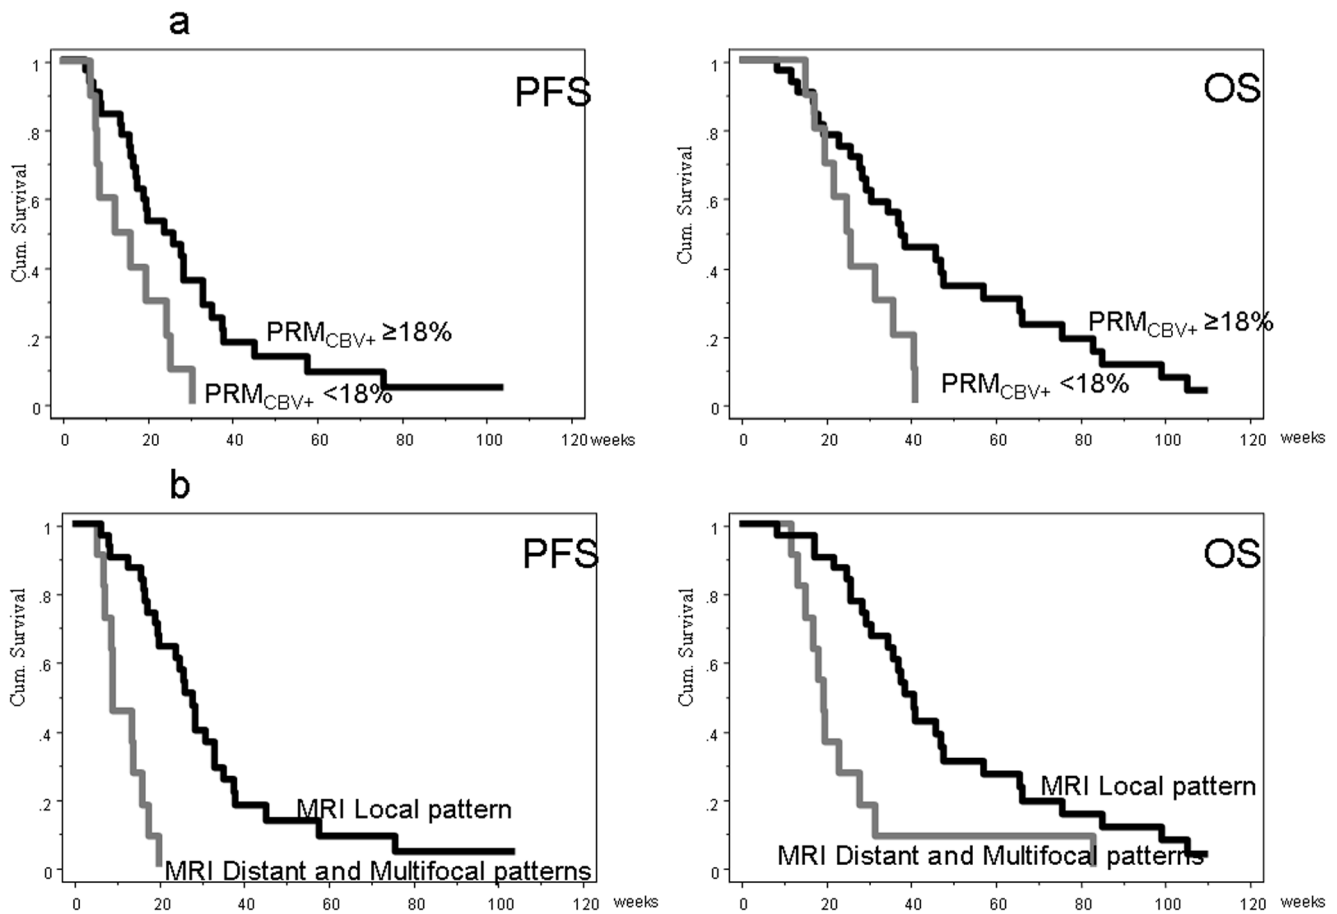 a
PFS
Cum. Survival
1
.8
.6
.4
.2
0
PRMCBV+ ≥18%
PRMCBV+ <18%
0 20 40 60 80 100 120 weeks
OS
Cum. Survival
1
.8
.6
.4
.2
0
PRMCBV+ ≥18%
PRMCBV+ <18%
0 20 40 60 80 100 120 weeks
b
PFS
Cum. Survival
1
.8
.6
.4
.2
0
MRI Local pattern
MRI Distant and Multifocal patterns
0 20 40 60 80 100 120 weeks
OS
Cum. Survival
1
.8
.6
.4
.2
0
MRI Local pattern
MRI Distant and Multifocal patterns
0 20 40 60 80 100 120 weeks